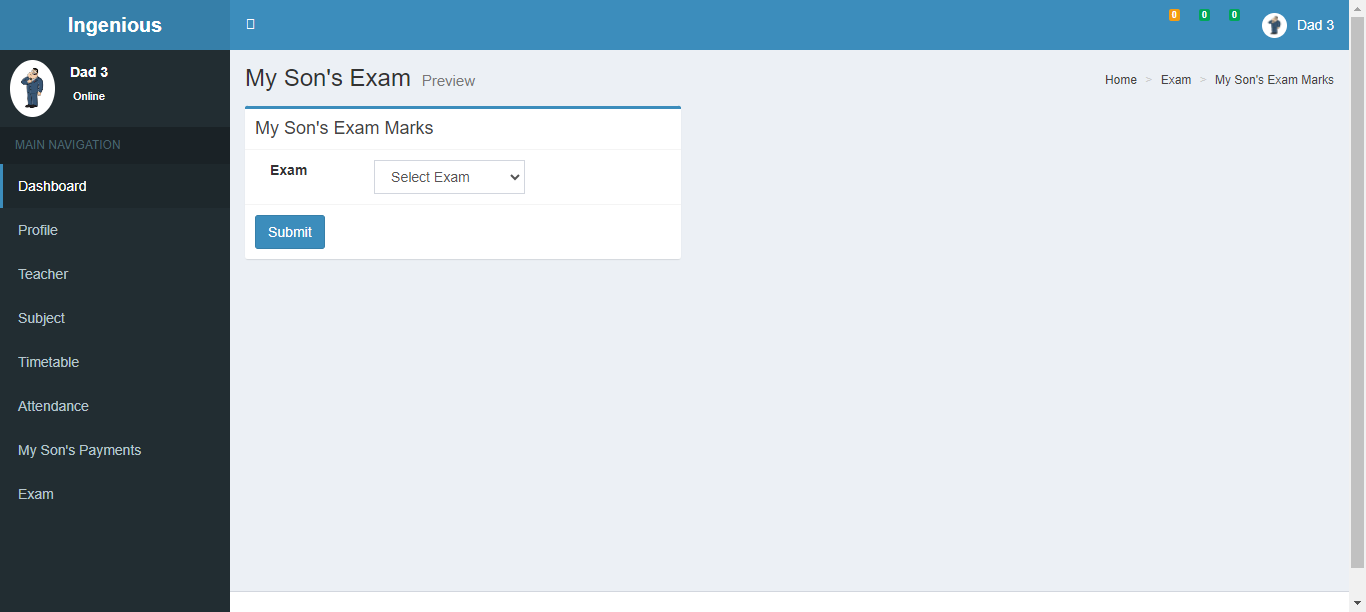 Ingenious
0 0 0 Dad 3
Dad 3
Online
MAIN NAVIGATION
Dashboard
Profile
Teacher
Subject
Timetable
Attendance
My Son's Payments
Exam
My Son's Exam Preview
Home > Exam > My Son's Exam Marks
My Son's Exam Marks
Exam Select Exam
Submit